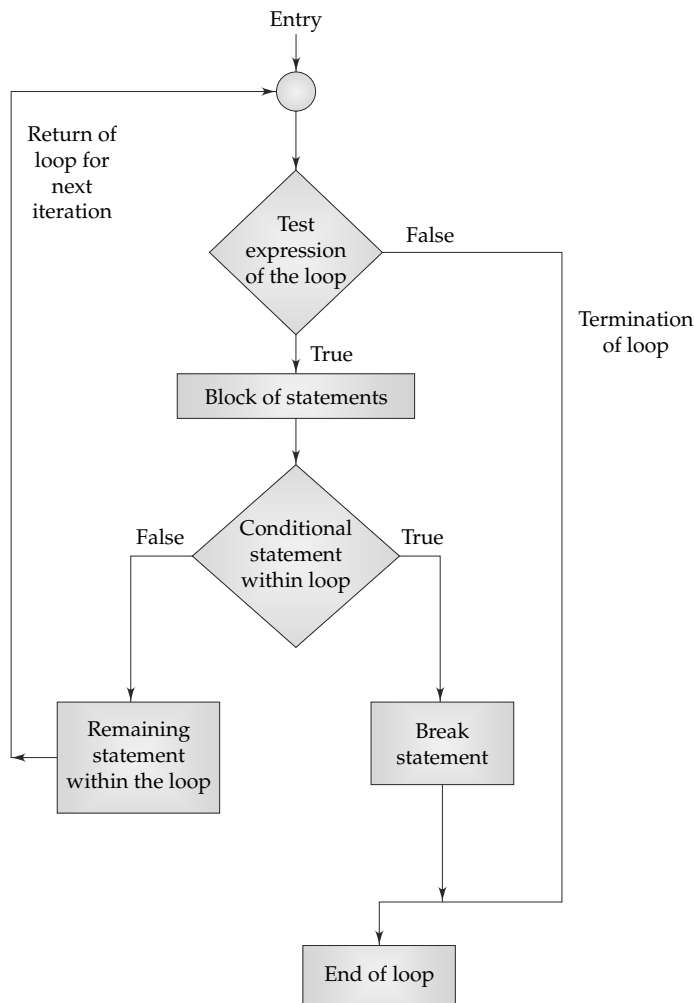 Entry
Return of
loop for
next
iteration
Test
expression
of the loop
False
Termination
of loop
True
Block of statements
False
Conditional
statement
within loop
True
Remaining
statement
within the loop
Break
statement
End of loop